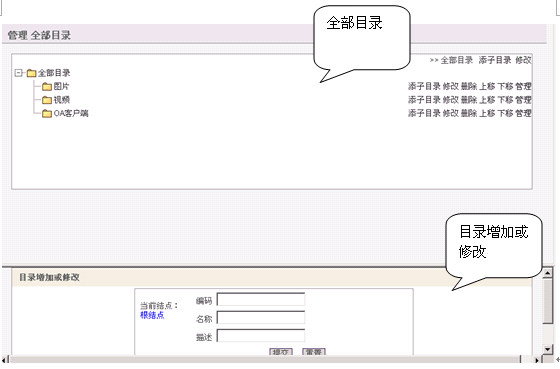 全部目录
管理 全部目录
>> 全部目录 添子目录 修改
全部目录
图片 添子目录 修改 删除 上移 下移 管理
视频 添子目录 修改 删除 上移 下移 管理
OA客户端 添子目录 修改 删除 上移 下移 管理
目录增加或
修改
目录增加或修改
当前结点：
根结点
编码
名称
描述
提交 重置